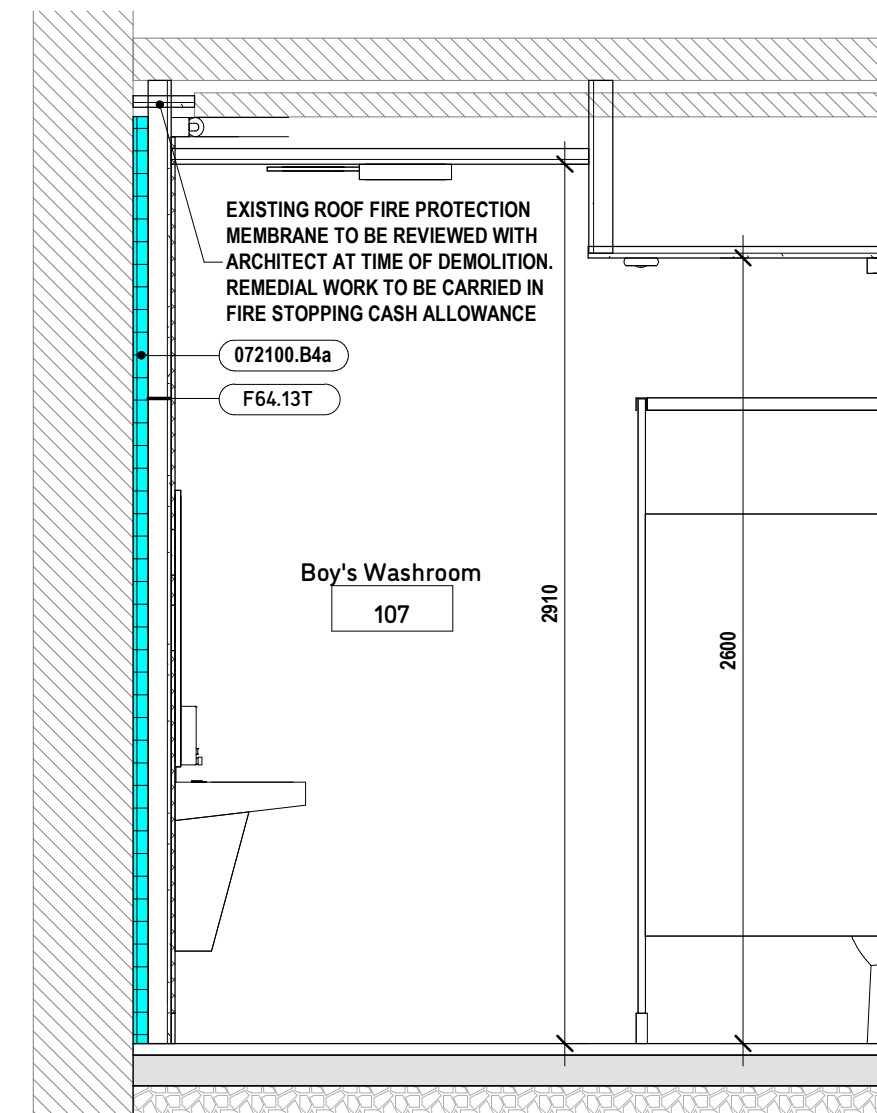 EXISTING ROOF FIRE PROTECTION
MEMBRANE TO BE REVIEWED WITH
ARCHITECT AT TIME OF DEMOLITION.
REMEDIAL WORK TO BE CARRIED IN
FIRE STOPPING CASH ALLOWANCE
072100.B4a
F64.13T
Boy's Washroom
107
2910
2600